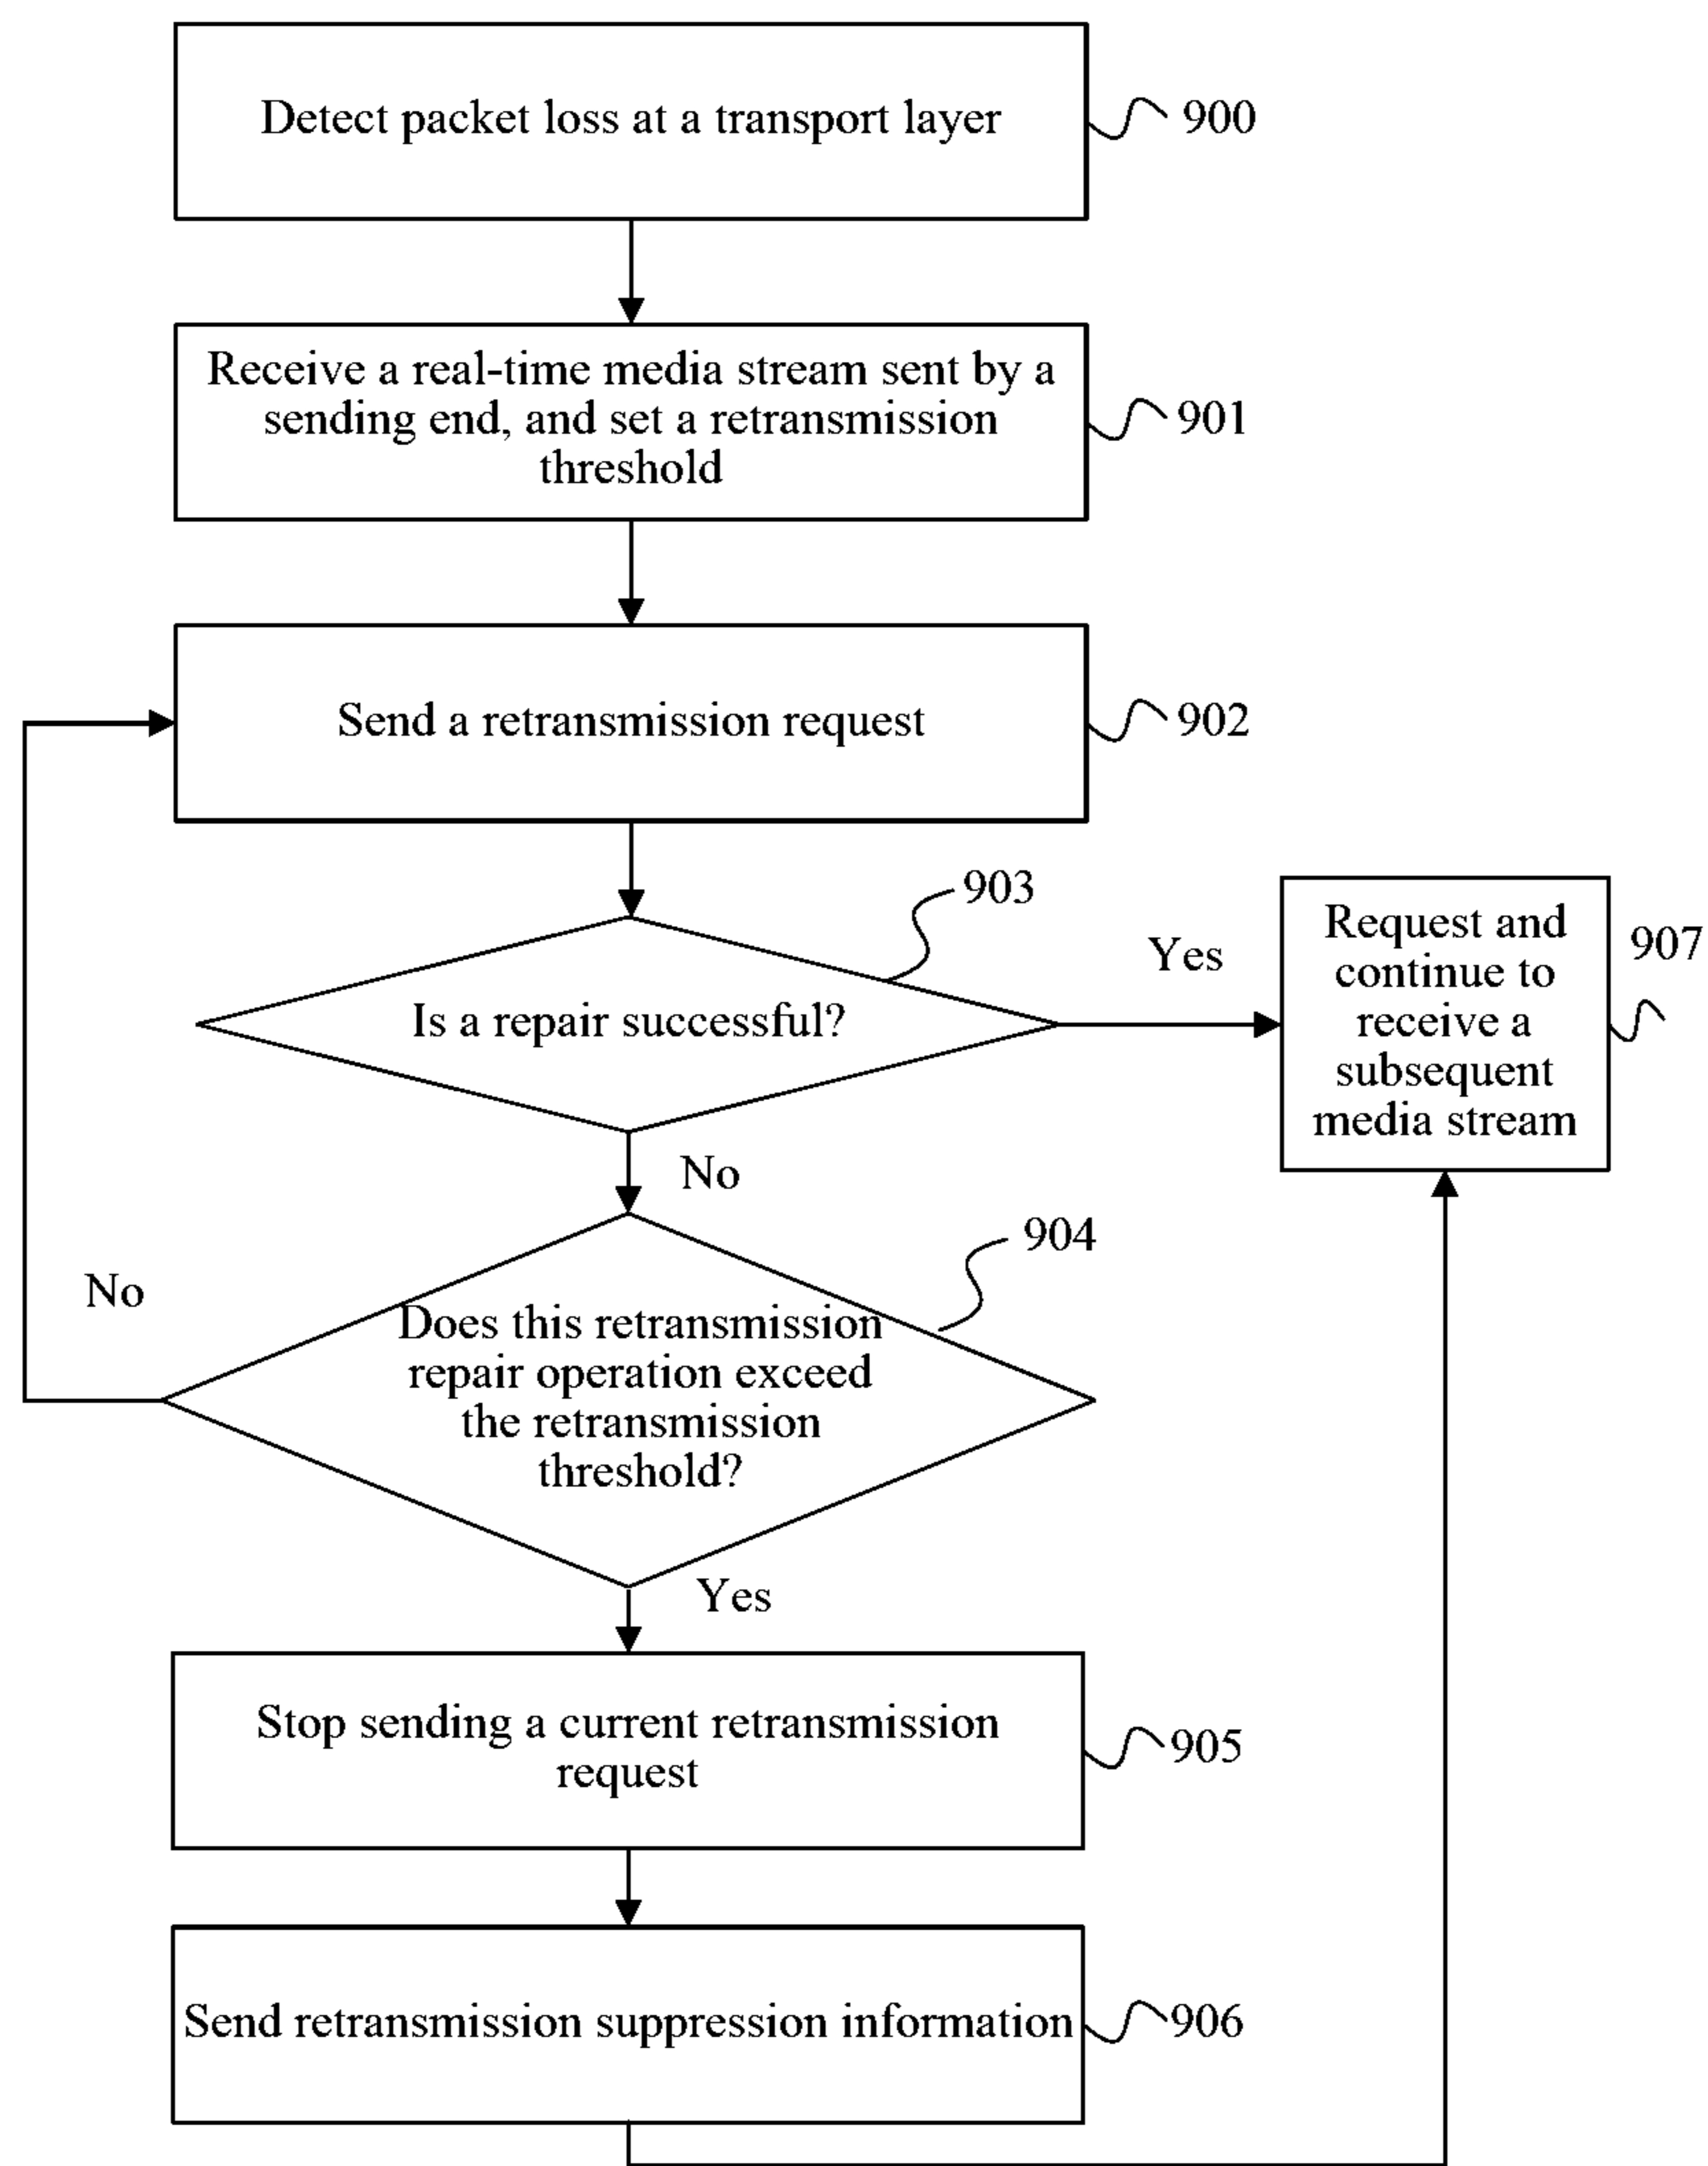 Detect packet loss at a transport layer
900
Receive a real-time media stream sent by a
sending end, and set a retransmission
threshold
901
Send a retransmission request
902
903
Is a repair successful?
Yes
Request and
continue to
receive a
subsequent
media stream
907
No
904
No
Does this retransmission
repair operation exceed
the retransmission
threshold?
Yes
Stop sending a current retransmission
request
905
Send retransmission suppression information
906